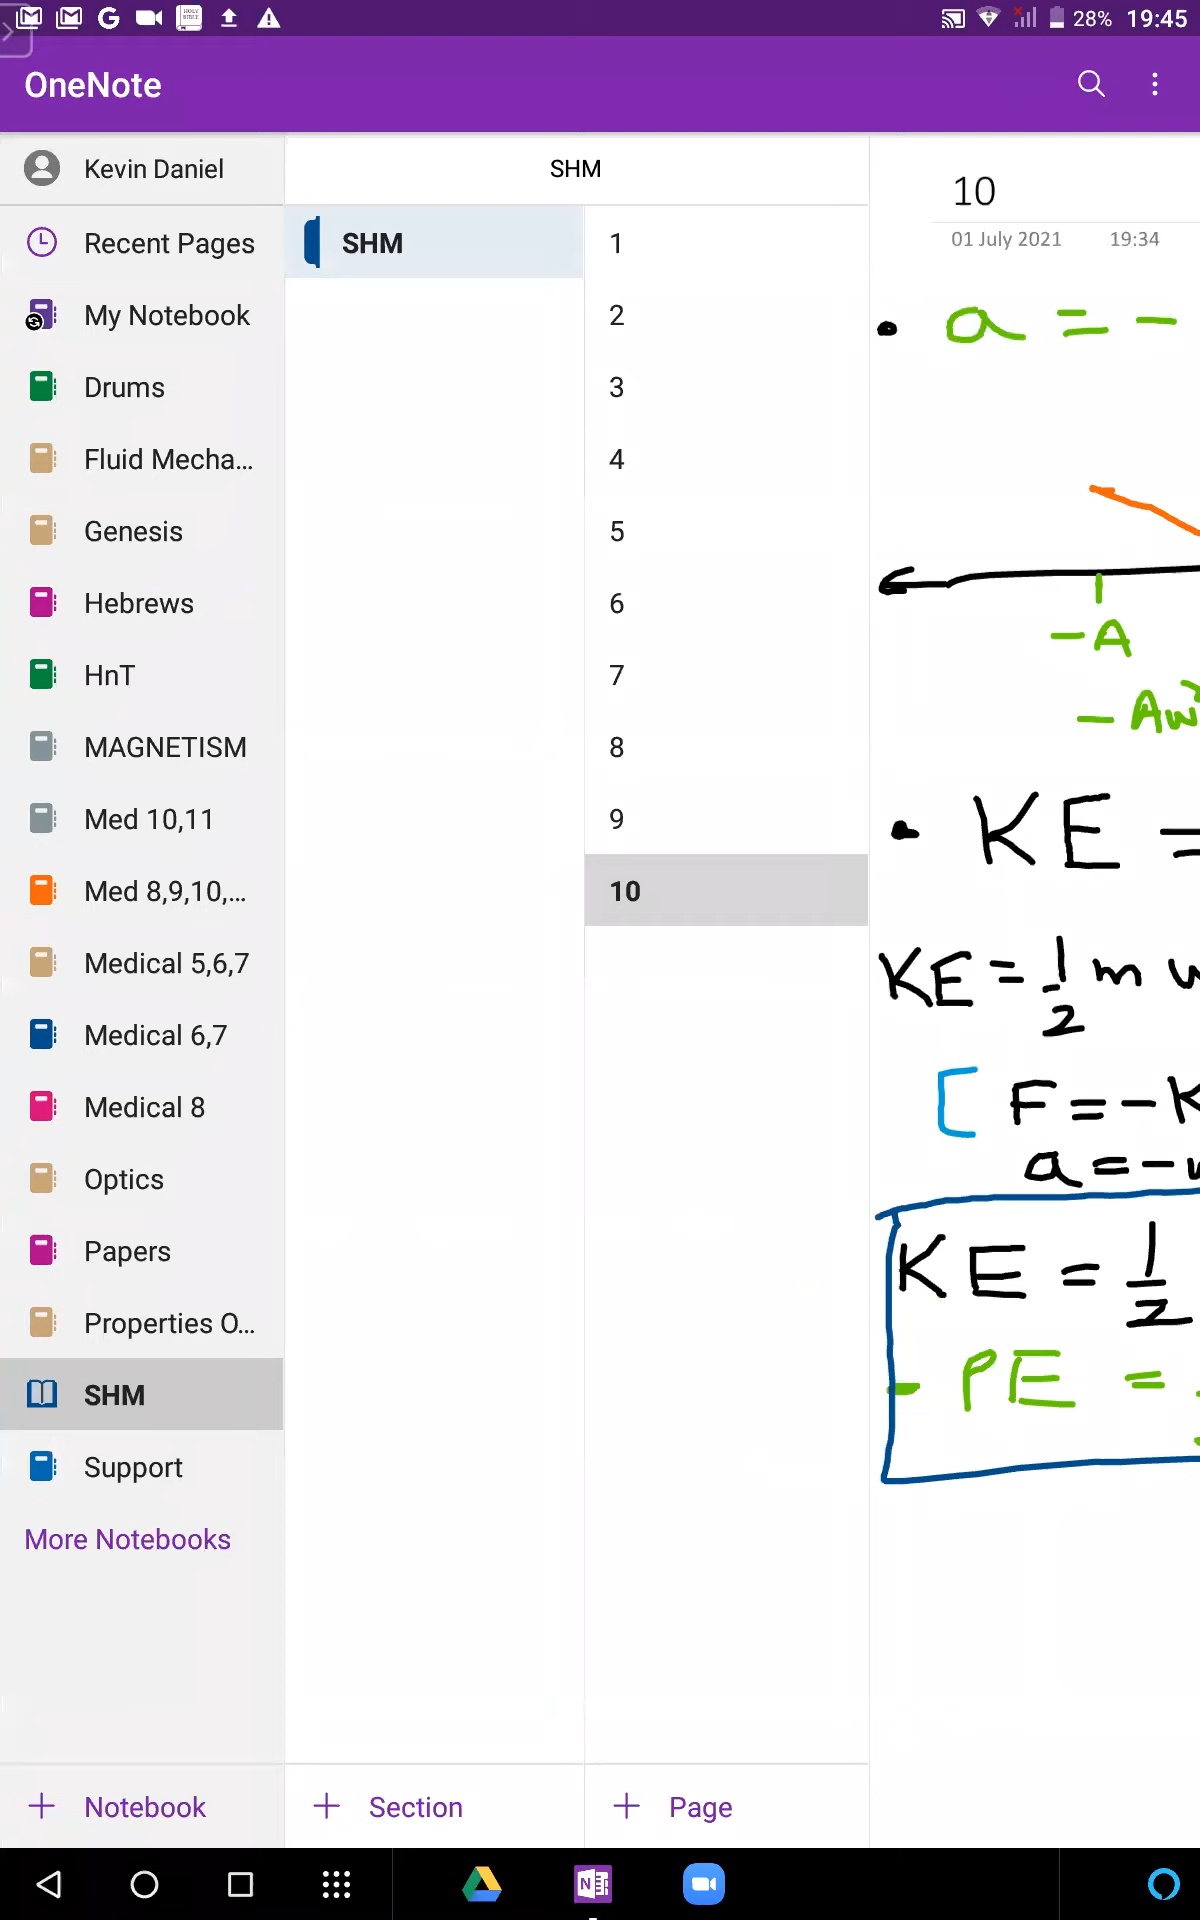 28% 19:45
OneNote
Kevin Daniel
SHM
10
Recent Pages
SHM
1
01 July 2021 19:34
My Notebook
2
a = -
Drums
3
Fluid Mecha...
4
Genesis
5
Hebrews
6
-A
HnT
7
-Aw²
MAGNETISM
8
Med 10,11
9
KE =
Med 8,9,10,...
10
Medical 5,6,7
KE = 1/2 m
Medical 6,7
Medical 8
[ F = -K
Optics
a = -
Papers
KE = 1/2
Properties O...
PE =
SHM
Support
More Notebooks
+ Notebook
+ Section
+ Page